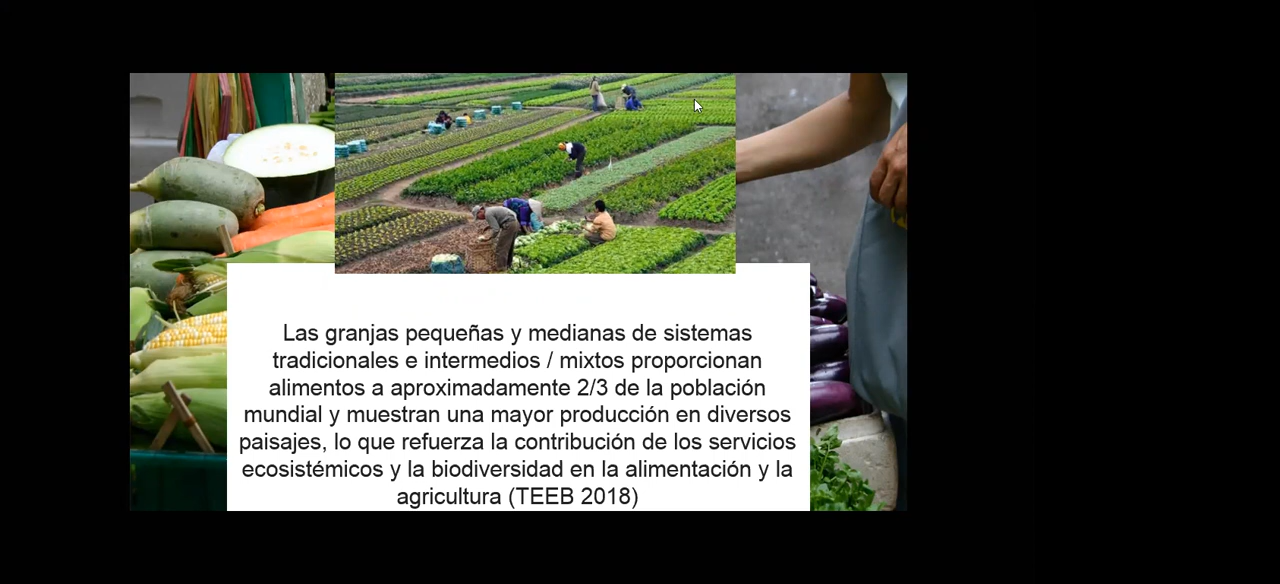 Las granjas pequeñas y medianas de sistemas
tradicionales e intermedios / mixtos proporcionan
alimentos a aproximadamente 2/3 de la población
mundial y muestran una mayor producción en diversos
paisajes, lo que refuerza la contribución de los servicios
ecosistémicos y la biodiversidad en la alimentación y la
agricultura (TEEB 2018)